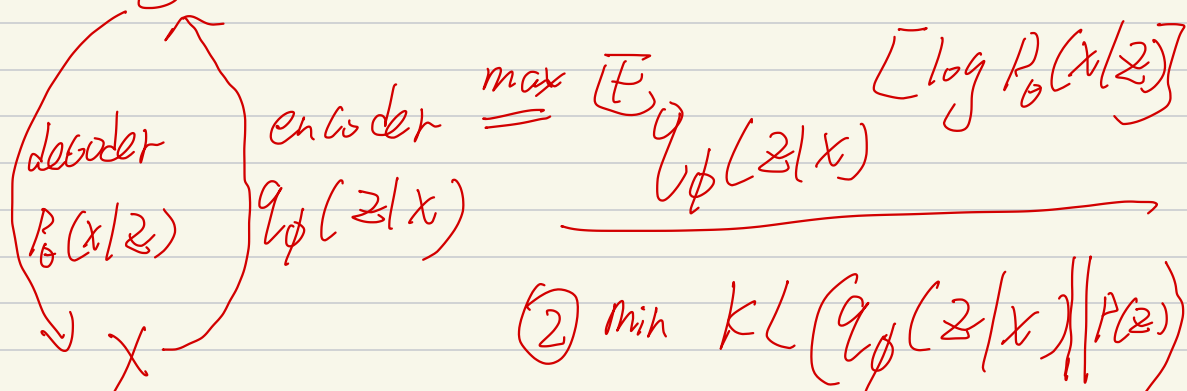 max E_{q_ϕ(z|x)} [log P_θ(x|z)]
encoder
q_ϕ(z|x)
decoder
P_θ(x|z)
② min KL(q_ϕ(z|x)||P(z))
X